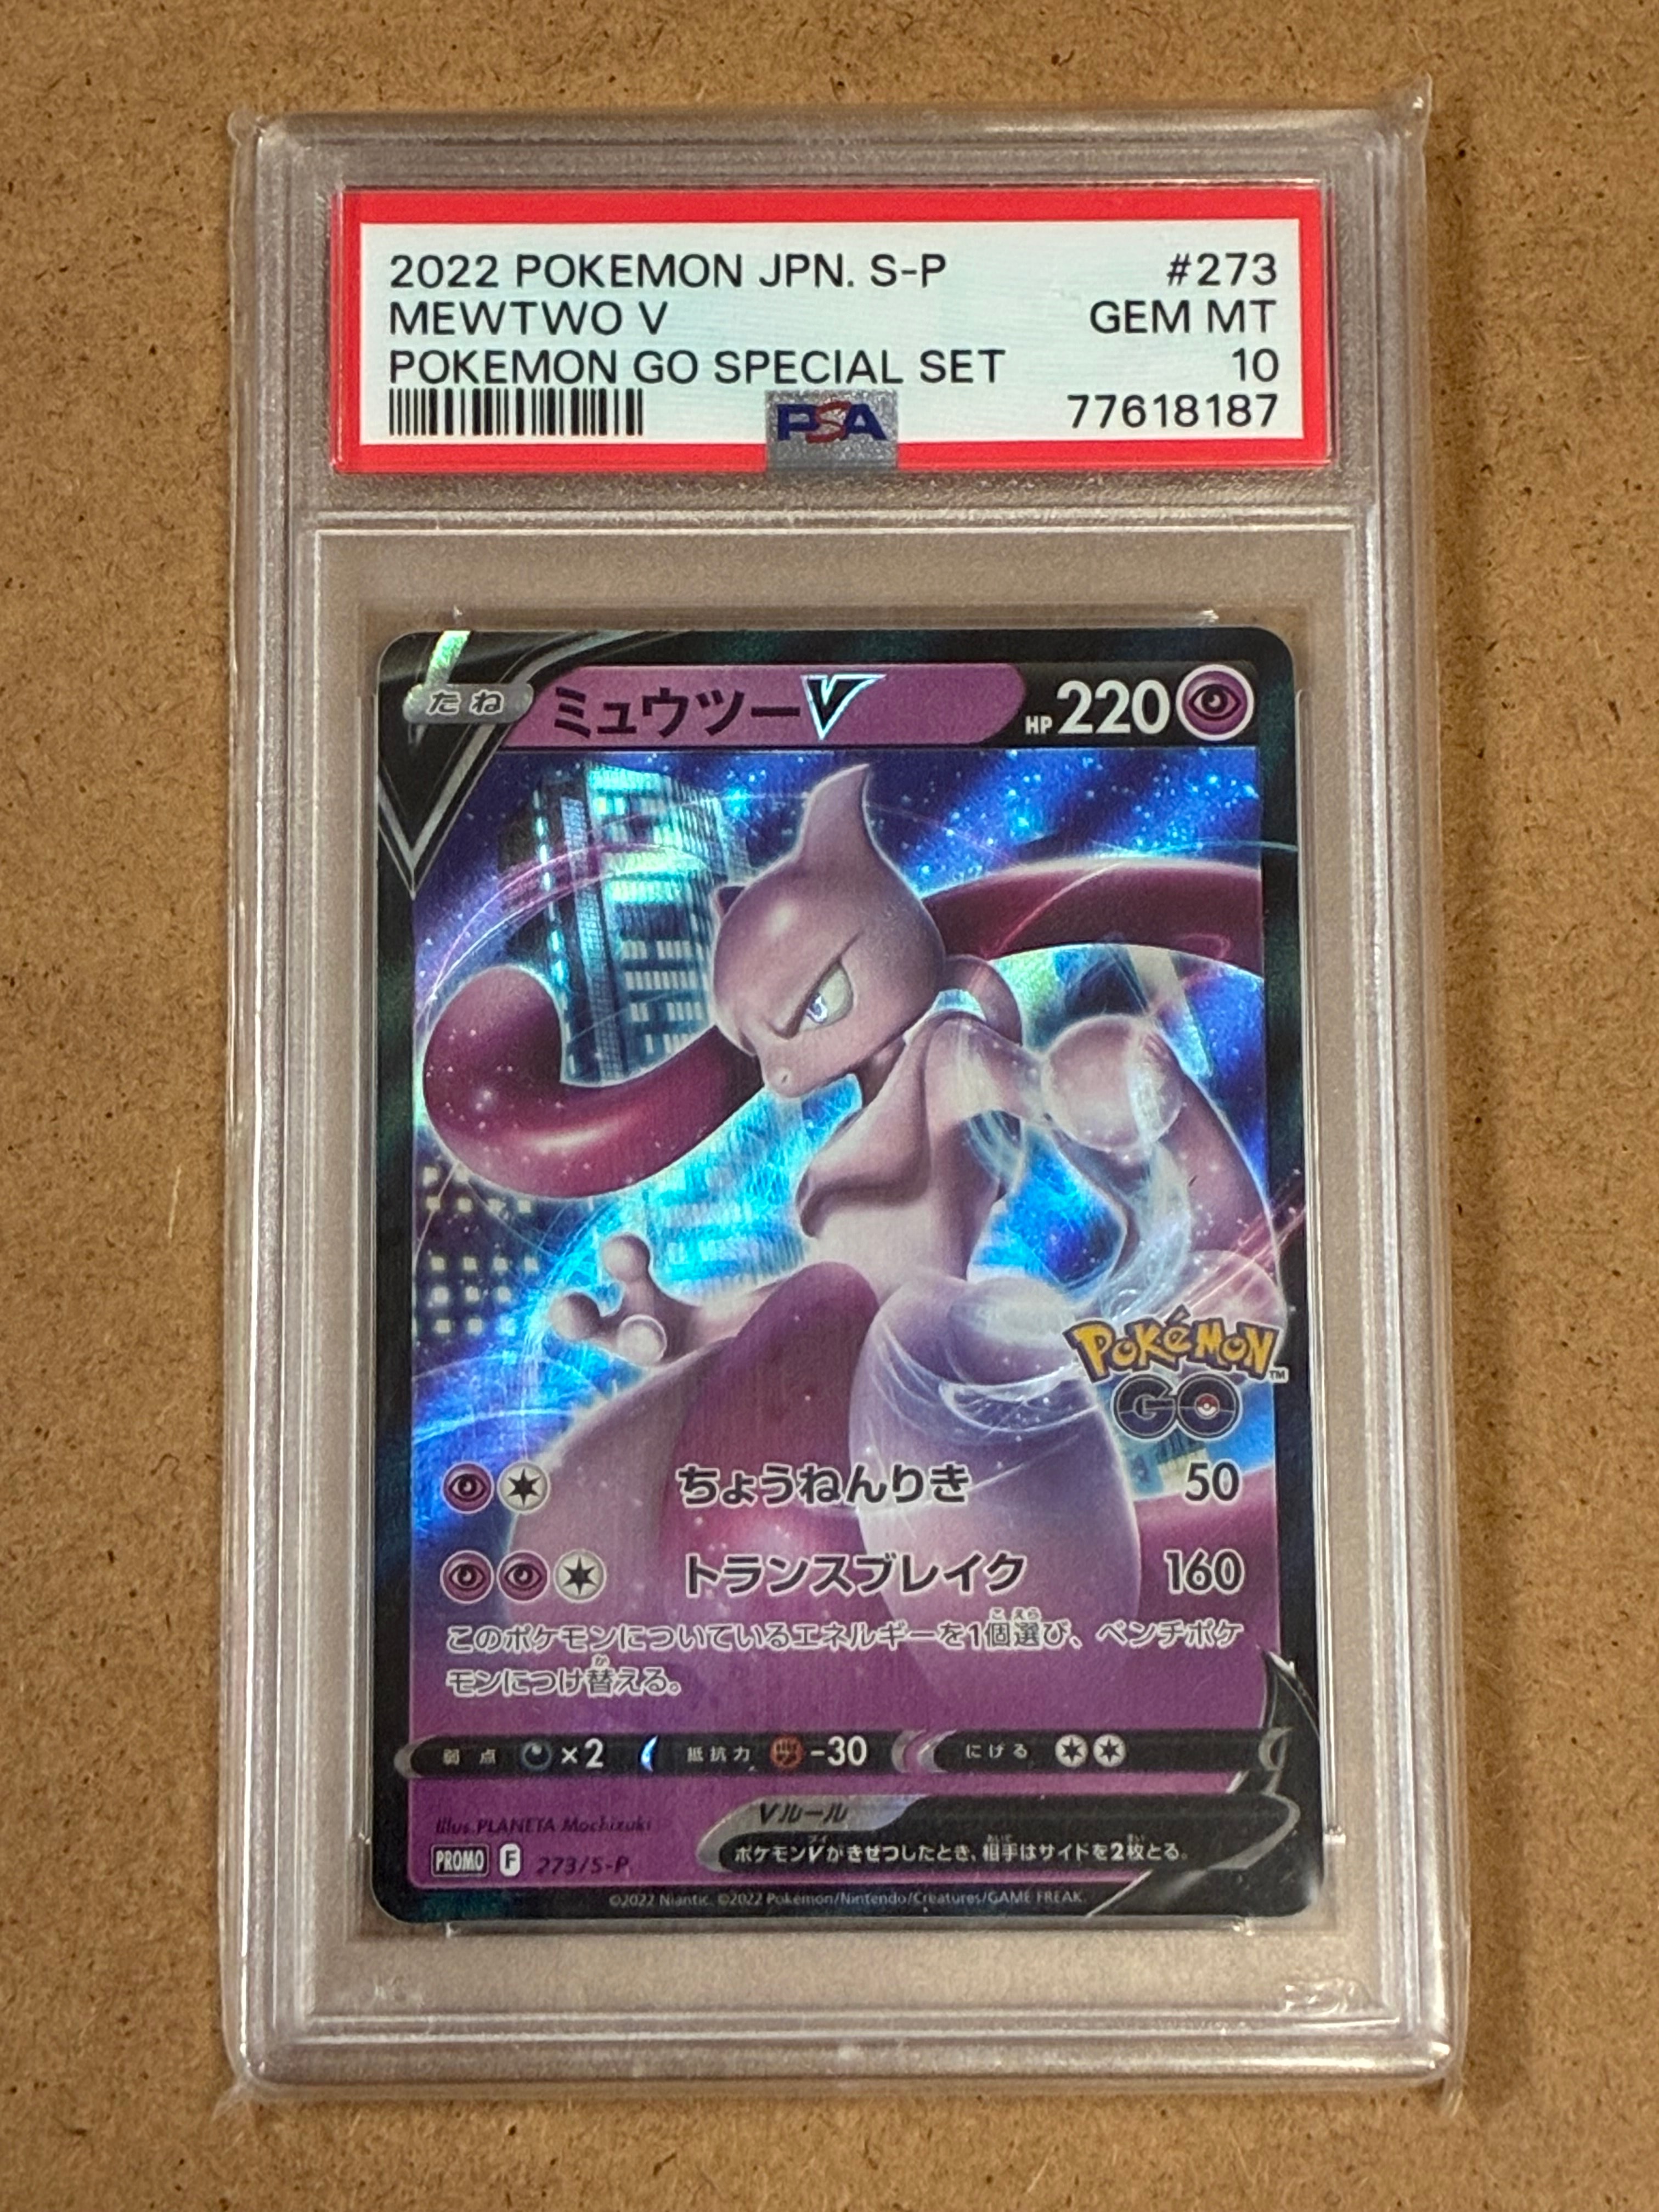 2022 POKEMON JPN. S-P #273
MEWTWO V GEM MT
POKEMON GO SPECIAL SET 10
PSA 77618187
たね ミュウツーV HP 220
POKéMON™
GO
ちょうねんりき 50
トランスブレイク 160
このポケモンについているエネルギーを1個選び、ベンチポケ
モンにつけ替える。
弱点 ×2 抵抗力 -30 にげる
Illus. PLANETA Mochizuki
Vルール
ポケモンVがきぜつしたとき、相手はサイドを2枚とる。
PROMO F 273/S-P
©2022 Niantic. ©2022 Pokémon/Nintendo/Creatures/GAME FREAK.